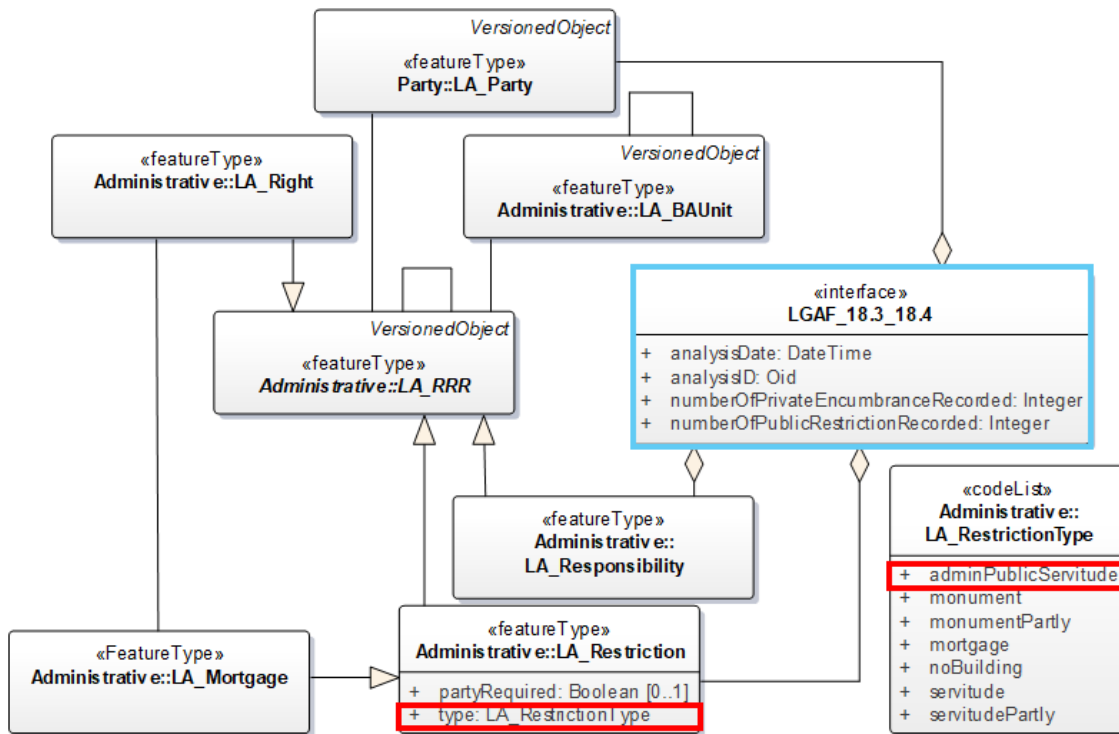 VersionedObject
«featureType»
Party::LA_Party
«featureType»
Administrative::LA_Right
VersionedObject
«featureType»
Administrative::LA_BAUnit
VersionedObject
«featureType»
Administrative::LA_RRR
«interface»
LGAF_18.3_18.4
+ analysisDate: DateTime
+ analysisID: Oid
+ numberOfPrivateEncumbranceRecorded: Integer
+ numberOfPublicRestrictionRecorded: Integer
«featureType»
Administrative::
LA_Responsibility
«codeList»
Administrative::
LA_RestrictionType
+ adminPublicServitude
+ monument
+ monumentPartly
+ mortgage
+ noBuilding
+ servitude
+ servitudePartly
«FeatureType»
Administrative::LA_Mortgage
«featureType»
Administrative::LA_Restriction
+ partyRequired: Boolean [0..1]
+ type: LA_RestrictionType